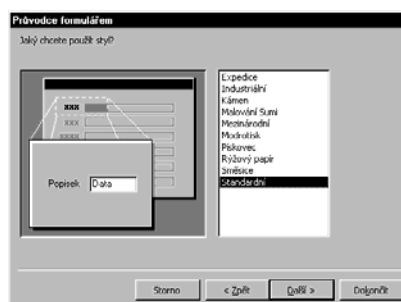 Průvodce formulářem
Jaký chcete použít styl?
xxx
xxx
xxxx
Popisek
Data
Expedice
Industriální
Kámen
Malování Sumi
Mezinárodní
Modrotisk
Pískovec
Rýžový papír
Směsice
Standardní
Storno
< Zpět
Další >
Dokončit